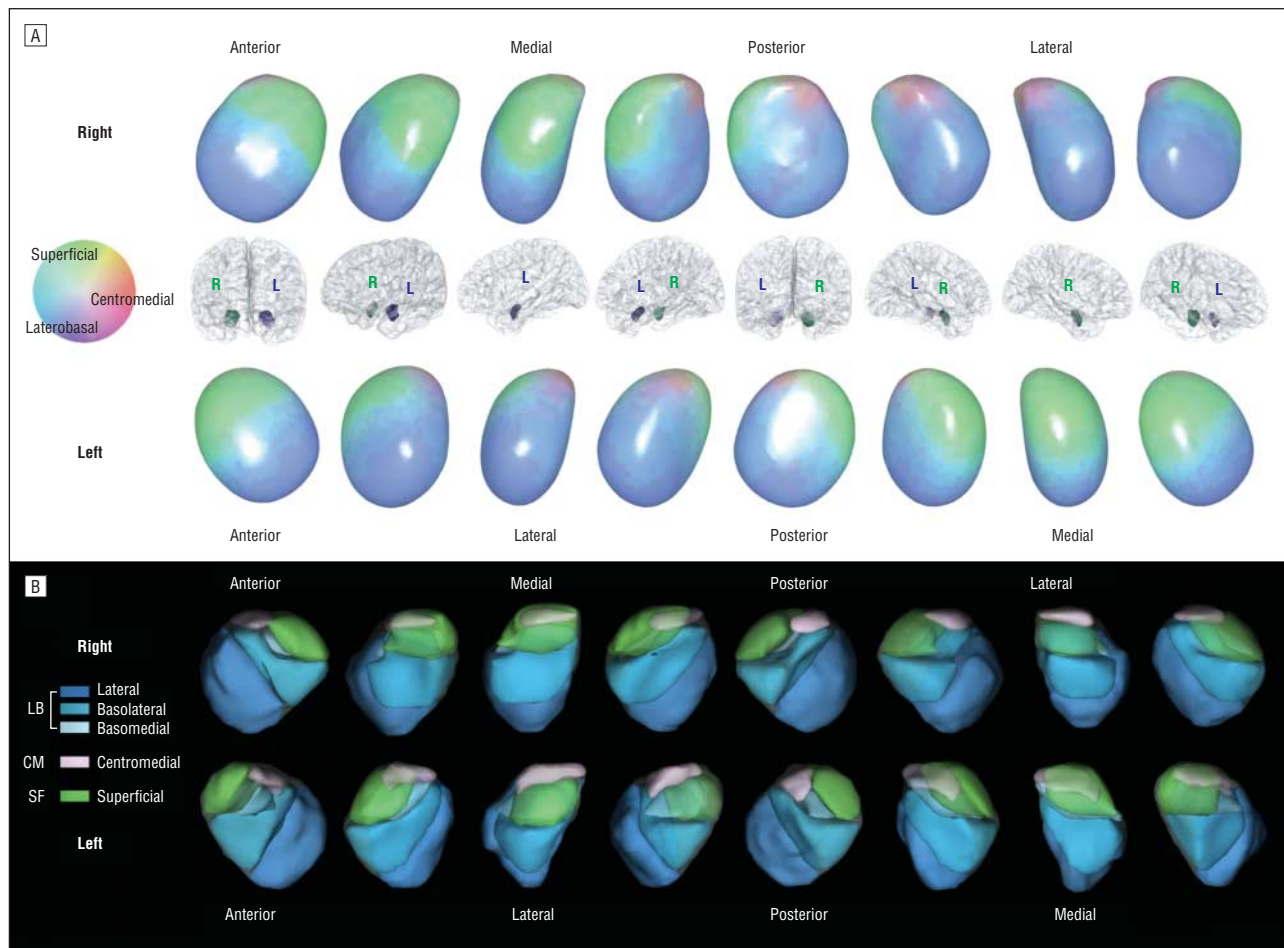 A
Anterior Medial Posterior Lateral
Right
Superficial
Centromedial
Laterobasal
R L
R L
L
L R
L R
L R
R
R L
Left
Anterior Lateral Posterior Medial
B
Anterior Medial Posterior Lateral
Right
LB
Lateral
Basolateral
Basomedial
CM Centromedial
SF Superficial
Left
Anterior Lateral Posterior Medial